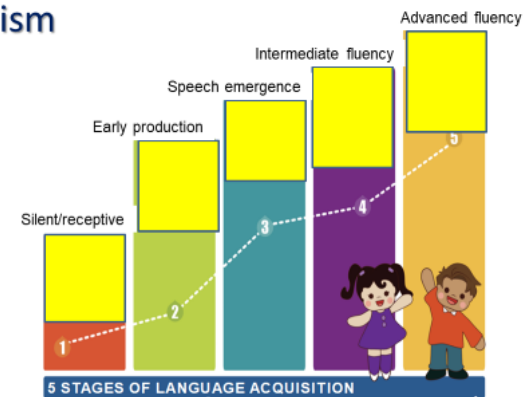 ism
Advanced fluency
Intermediate fluency
Speech emergence
Early production
Silent/receptive
5
4
3
2
1
5 STAGES OF LANGUAGE ACQUISITION